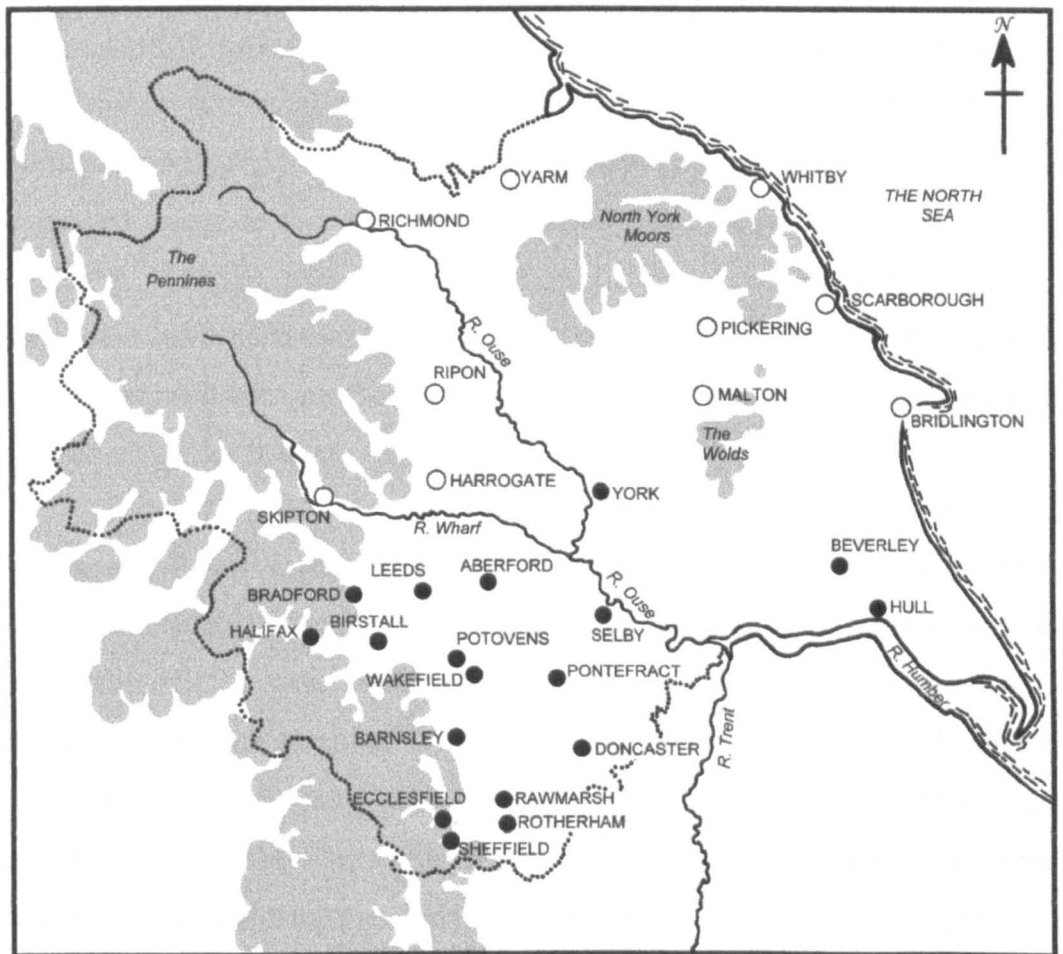 N
YARM
WHITBY
THE NORTH
SEA
North York
Moors
RICHMOND
The
Pennines
SCARBOROUGH
PICKERING
R. Ouse
RIPON
MALTON
BRIDLINGTON
The
Wolds
HARROGATE
YORK
SKIPTON
R. Wharf
BEVERLEY
ABERFORD
LEEDS
BRADFORD
R. Ouse
HULL
HALIFAX
BIRSTALL
SELBY
POTOVENS
PONTEFRACT
WAKEFIELD
R. Humber
BARNSLEY
DONCASTER
R. Trent
ECCLESFIELD
RAWMARSH
ROTHERHAM
SHEFFIELD